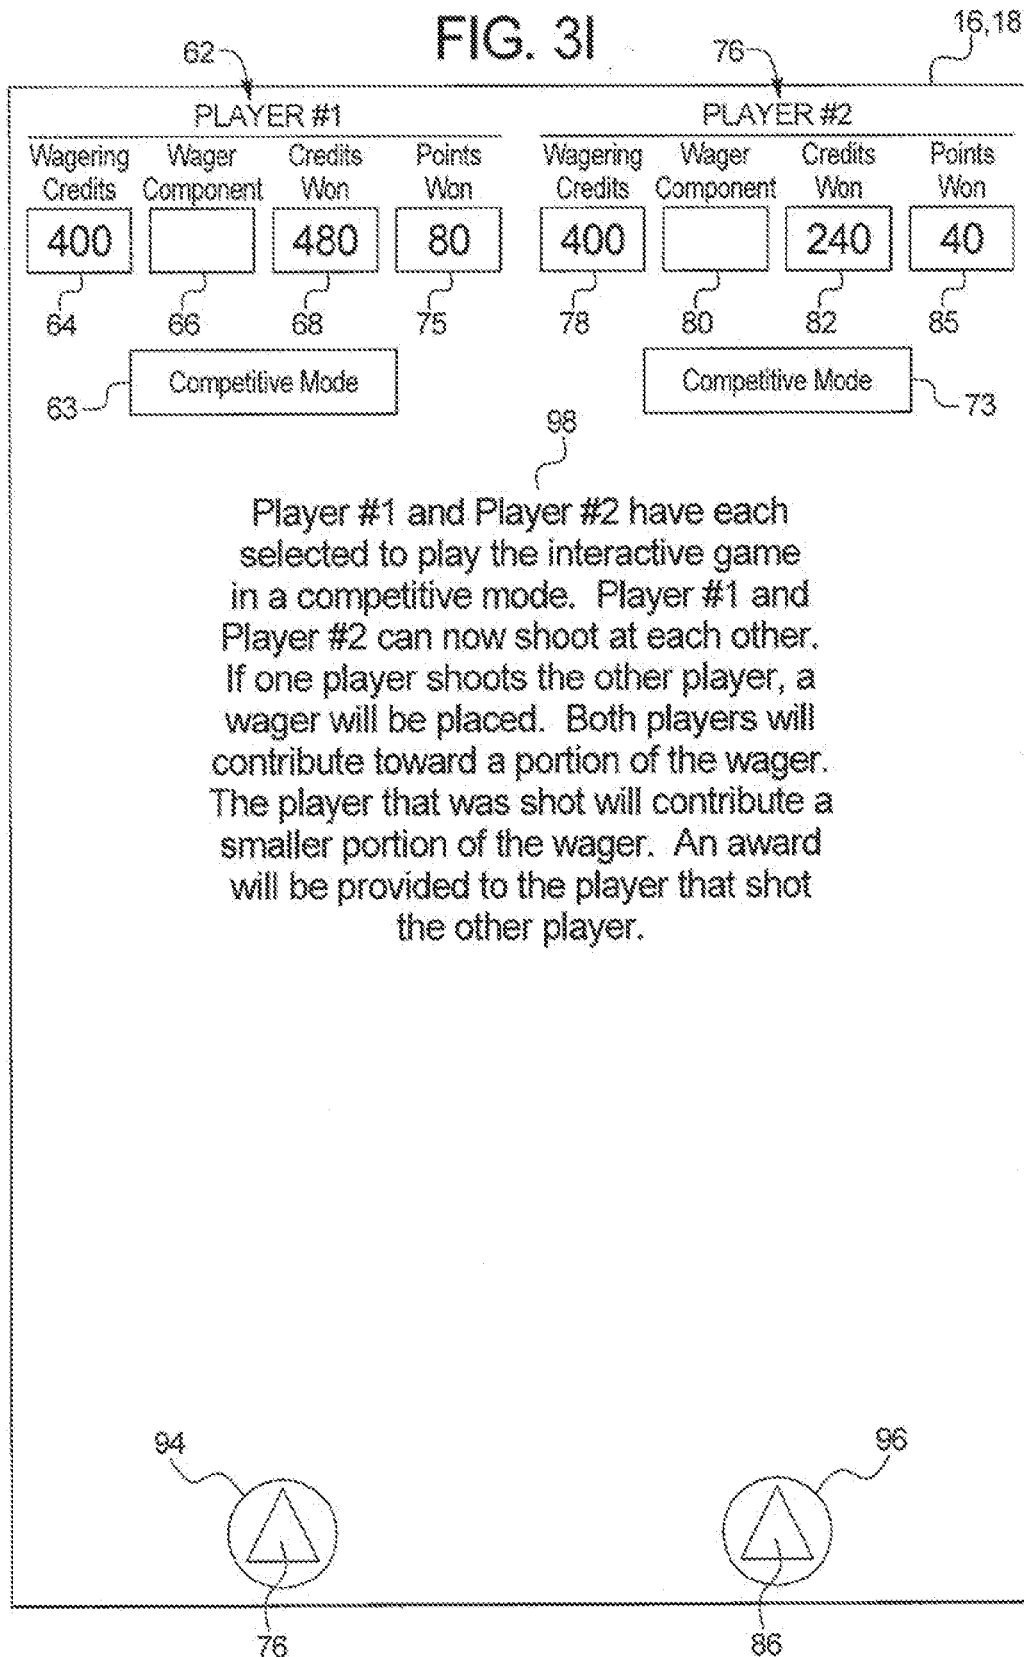 FIG. 3I
16,18
62
76
PLAYER #1
PLAYER #2
Wagering Wager Credits Points Wagering Wager Credits Points
Credits Component Won Won Credits Component Won Won
400 480 80 400 240 40
64 66 68 75 78 80 82 85
Competitive Mode
Competitive Mode
63
73
98
Player #1 and Player #2 have each
selected to play the interactive game
in a competitive mode. Player #1 and
Player #2 can now shoot at each other.
If one player shoots the other player, a
wager will be placed. Both players will
contribute toward a portion of the wager.
The player that was shot will contribute a
smaller portion of the wager. An award
will be provided to the player that shot
the other player.
94
96
76
86